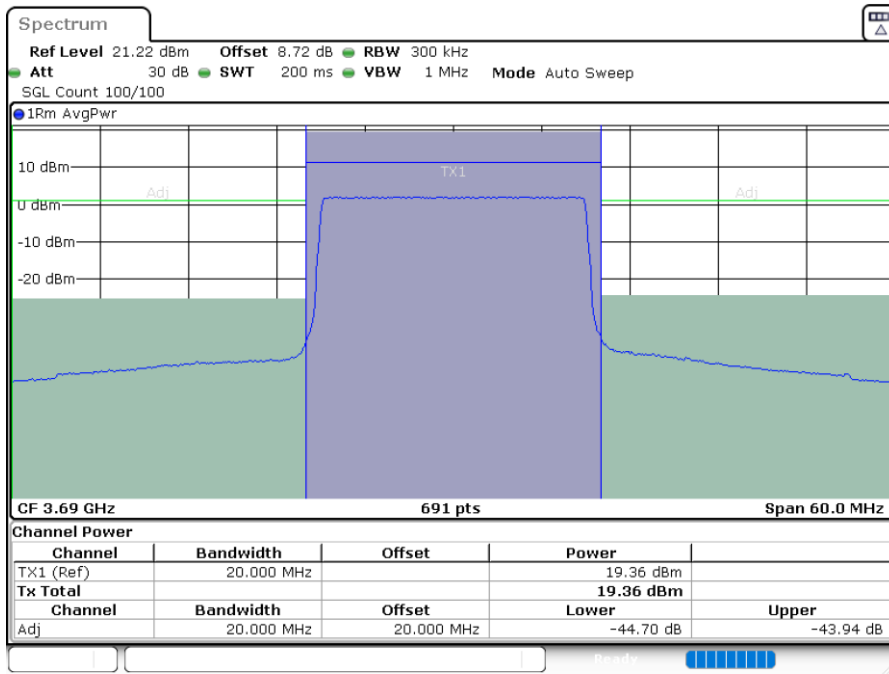 Spectrum
Ref Level 21.22 dBm Offset 8.72 dB RBW 300 kHz
Att 30 dB SWT 200 ms VBW 1 MHz Mode Auto Sweep
SGL Count 100/100
1Rm AvgPwr
10 dBm
TX1
Adj Adj
0 dBm
-10 dBm
-20 dBm
CF 3.69 GHz 691 pts Span 60.0 MHz
Channel Power
Channel Bandwidth Offset Power
TX1 (Ref) 20.000 MHz 19.36 dBm
Tx Total 19.36 dBm
Channel Bandwidth Offset Lower Upper
Adj 20.000 MHz 20.000 MHz -44.70 dB -43.94 dB
Ready